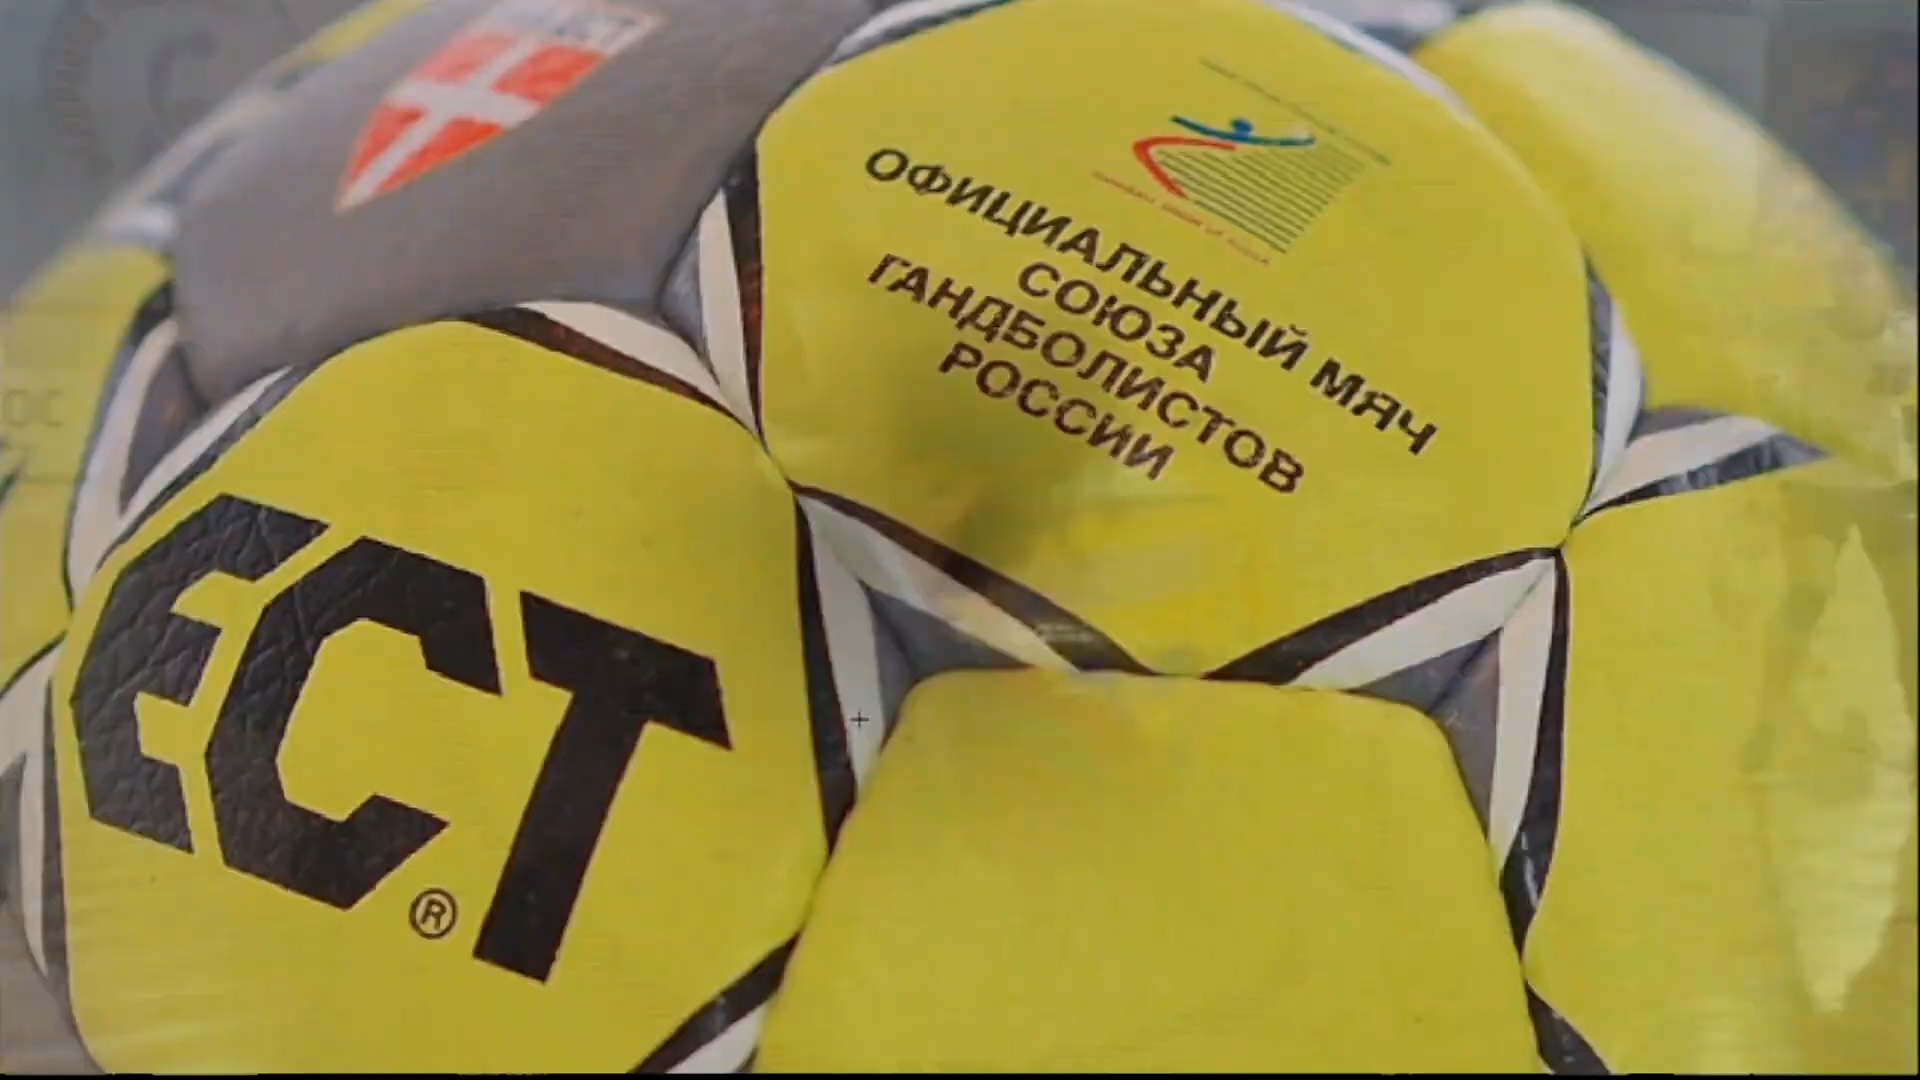 ОФИЦИАЛЬНЫЙ МЯЧ
СОЮЗА
ГАНДБОЛИСТОВ
РОССИИ
ECT
®